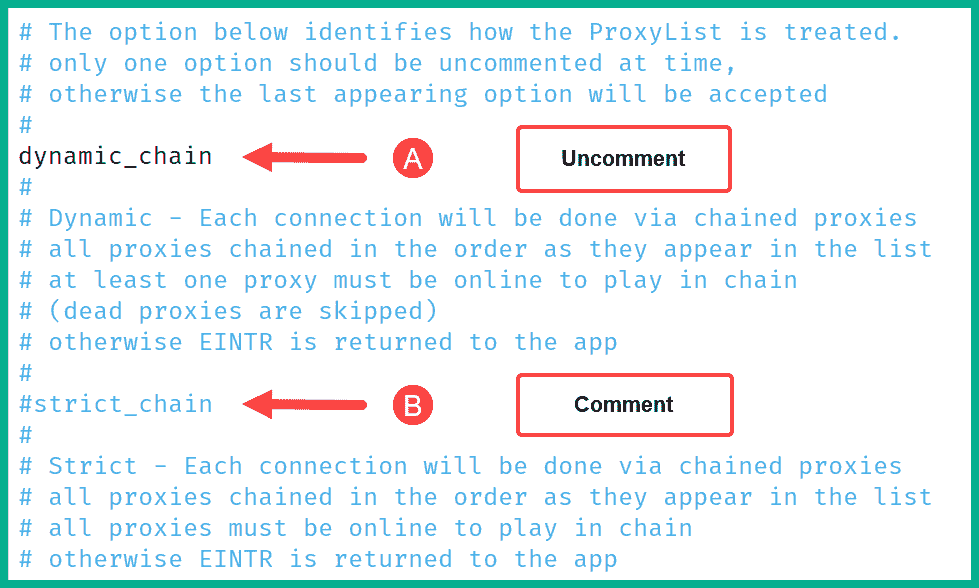 # The option below identifies how the ProxyList is treated.
# only one option should be uncommented at time,
# otherwise the last appearing option will be accepted
#
dynamic_chain A Uncomment
#
# Dynamic - Each connection will be done via chained proxies
# all proxies chained in the order as they appear in the list
# at least one proxy must be online to play in chain
# (dead proxies are skipped)
# otherwise EINTR is returned to the app
#
#strict_chain B Comment
#
# Strict - Each connection will be done via chained proxies
# all proxies chained in the order as they appear in the list
# all proxies must be online to play in chain
# otherwise EINTR is returned to the app